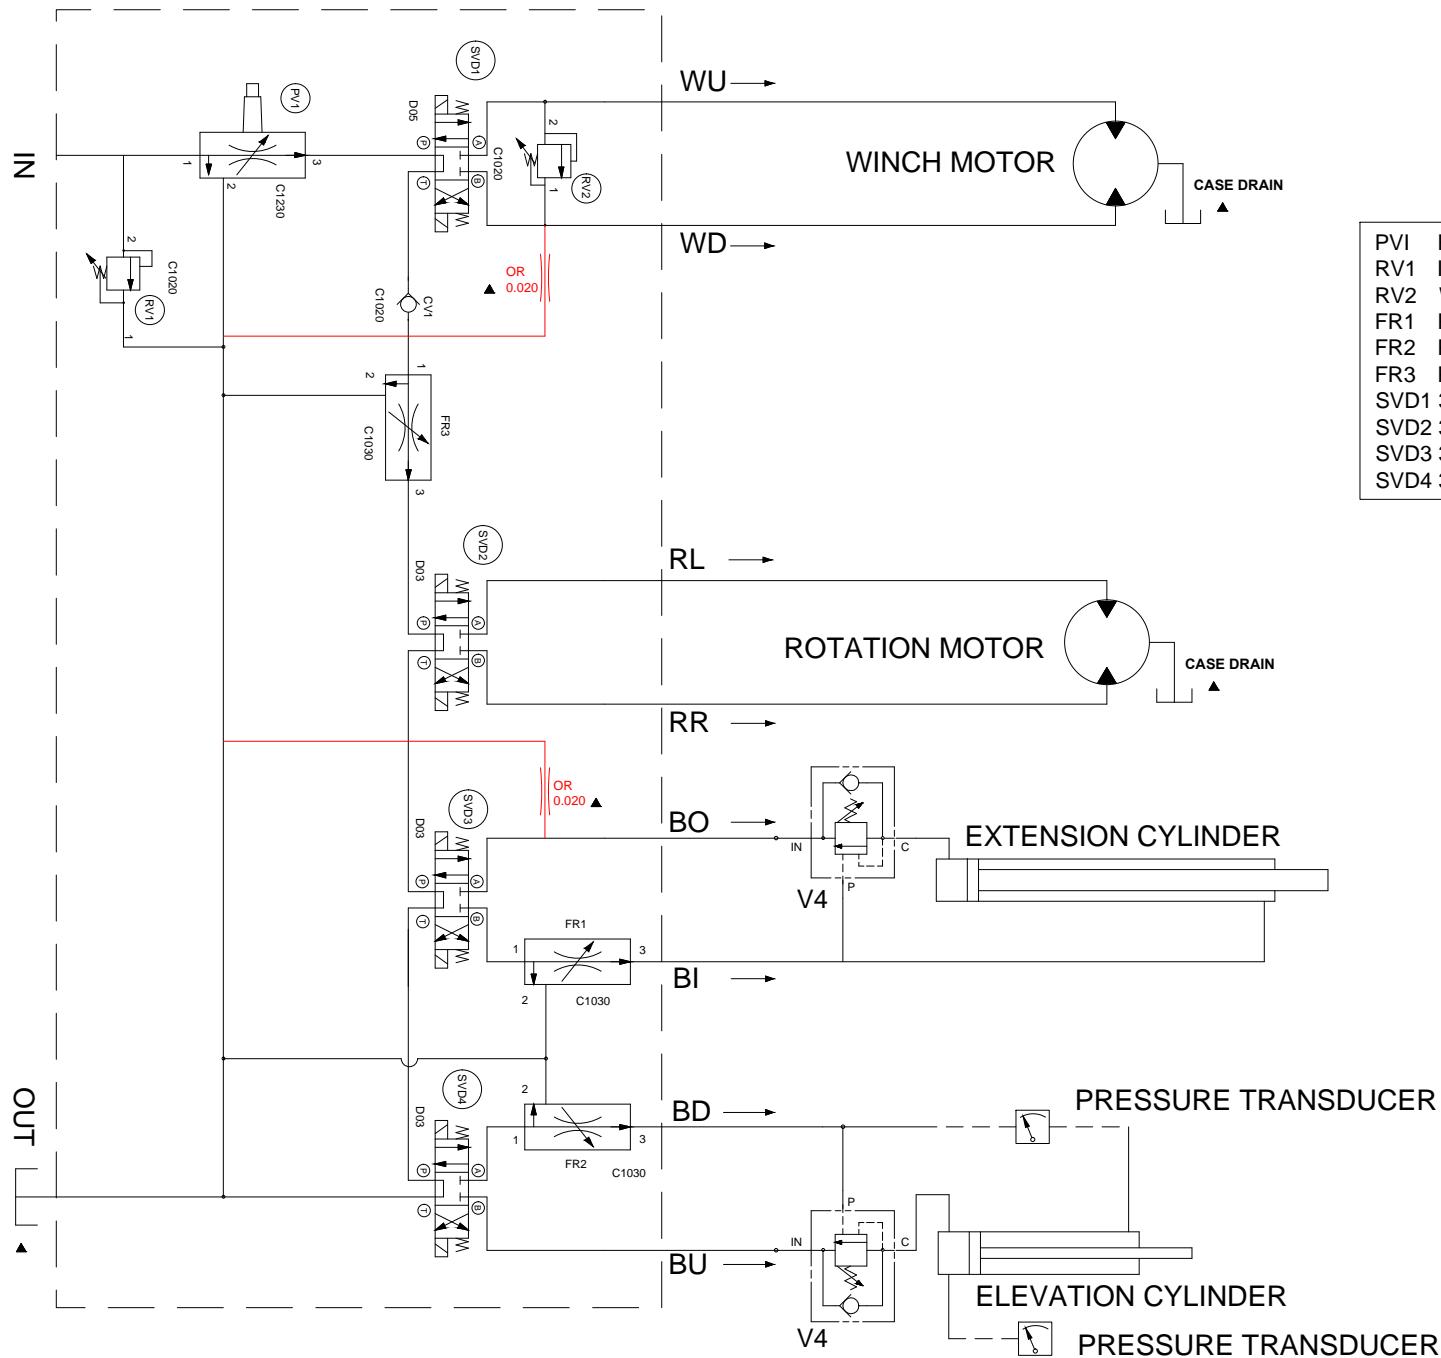 SVD1
WU
PV1
D05
P
A
2
WINCH MOTOR
CASE DRAIN
IN
1
3
C1020
T
B
RV2
1
2
C1230
WD
PVI
RV1
RV2
FR1
FR2
FR3
SVD1 3
SVD2 3
SVD3 3
SVD4 3
2
C1020
RV1
1
OR
0.020
CV1
C1020
1
2
FR3
C1030
3
SVD2
RL
D03
P
A
ROTATION MOTOR
CASE DRAIN
T
B
RR
OR
0.020
SVD3
BO
D03
IN
C
EXTENSION CYLINDER
P
A
P
V4
T
B
FR1
1
3
BI
2
C1030
SVD4
2
BD
PRESSURE TRANSDUCER
OUT
D03
1
3
P
A
FR2
C1030
T
B
P
IN
C
BU
ELEVATION CYLINDER
V4
PRESSURE TRANSDUCER